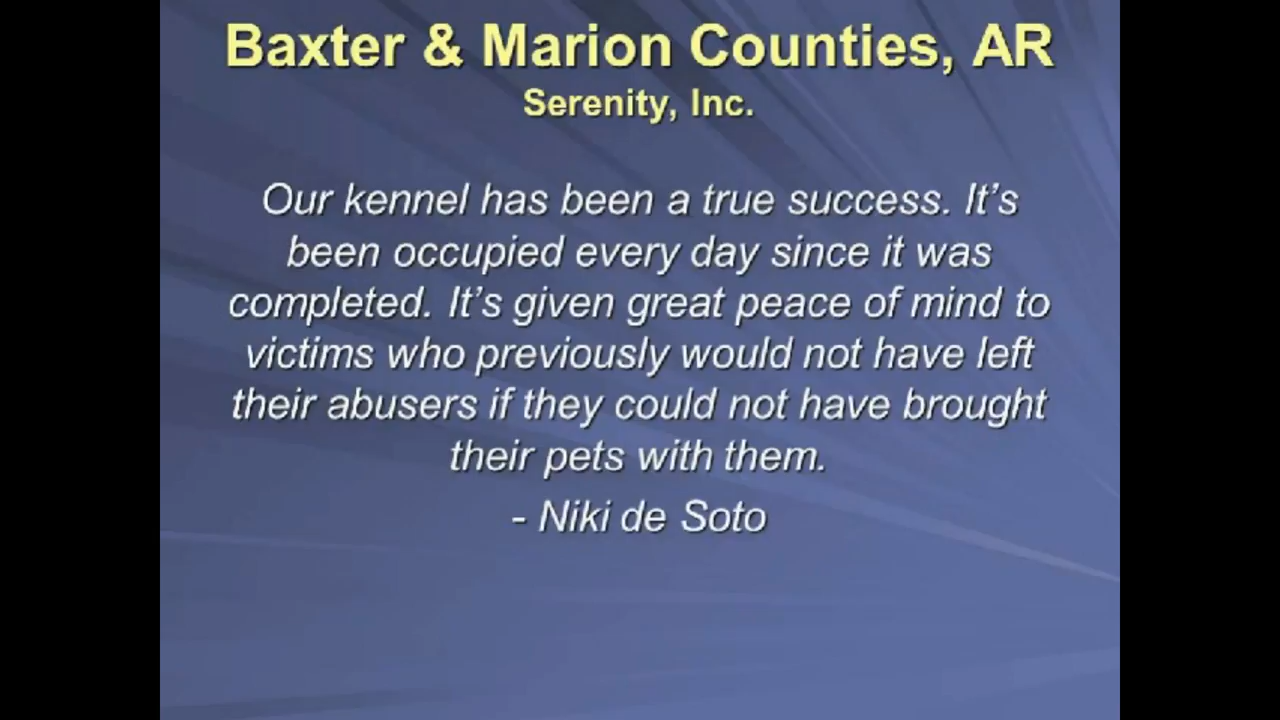 Baxter & Marion Counties, AR
Serenity, Inc.
Our kennel has been a true success. It’s
been occupied every day since it was
completed. It’s given great peace of mind to
victims who previously would not have left
their abusers if they could not have brought
their pets with them.
- Niki de Soto